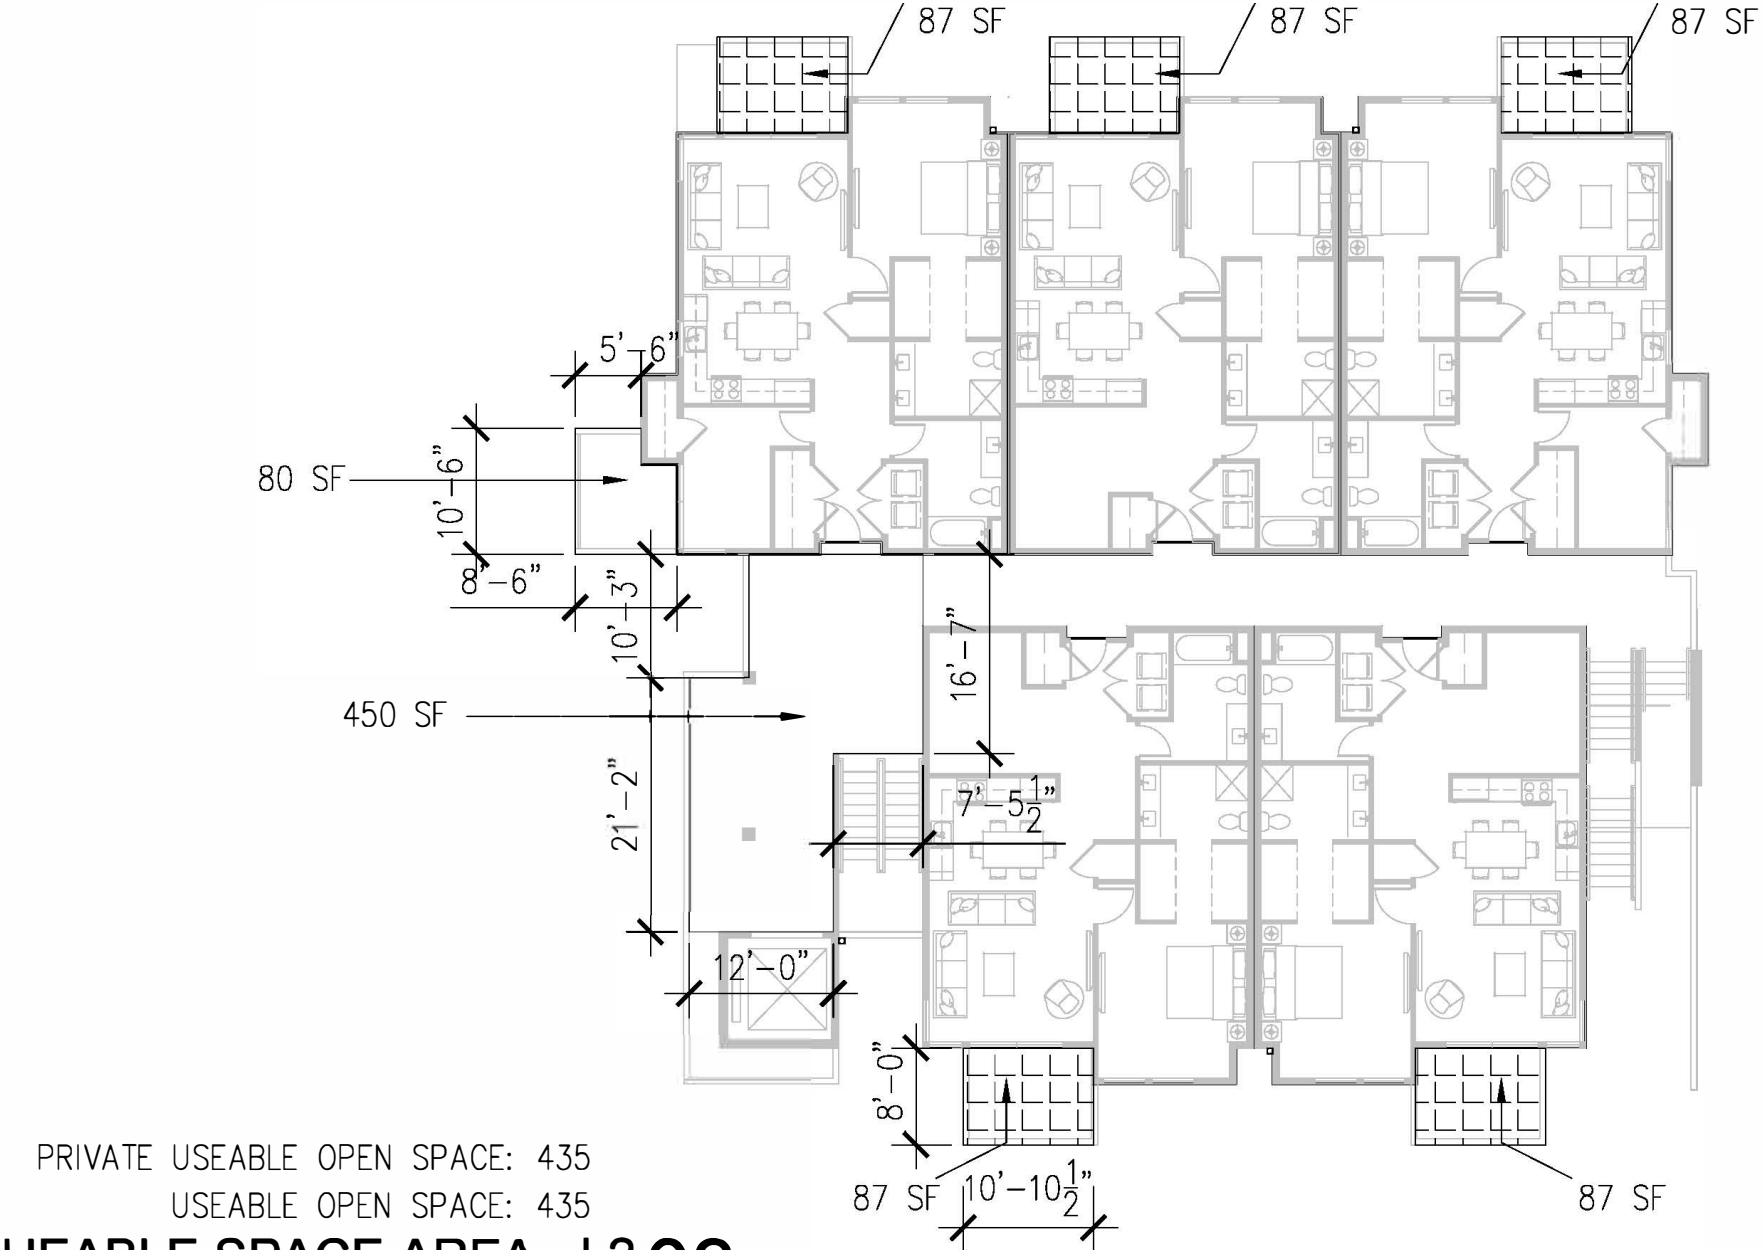 87 SF
87 SF
87 SF
5'-6"
10'-6"
80 SF
8'-6"
10'-3"
16'-7"
450 SF
21'-2"
7'-5 1/2"
12'-0"
8'-0"
PRIVATE USEABLE OPEN SPACE: 435
USEABLE OPEN SPACE: 435
87 SF
10'-10 1/2"
87 SF
SPACE AREA